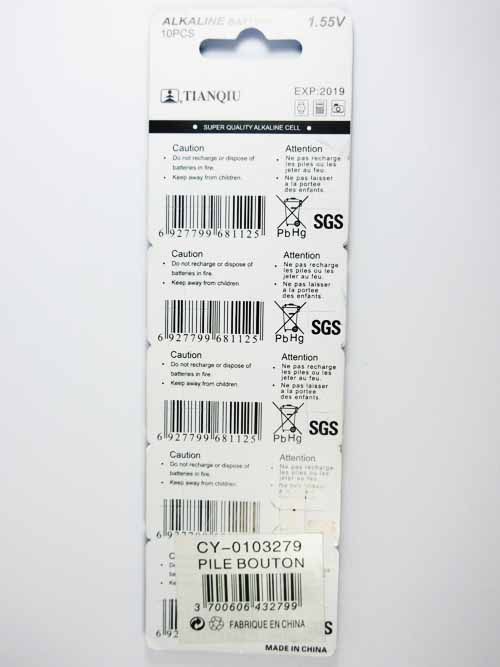 ALKALINE BATTERY 1.55V
10PCS
TIANQIU EXP:2019
• SUPER QUALITY ALKALINE CELL •
Caution Attention
• Do not recharge or dispose of • Ne pas recharge
batteries in fire. les piles ou les
• Keep away from children. jeter au feu.
• Ne pas laisser
a la portee
des enfants.
6 927799 681125 PbHg SGS
Caution Attention
• Do not recharge or dispose of • Ne pas recharge
batteries in fire. les piles ou les
• Keep away from children. jeter au feu.
• Ne pas laisser
a la portee
des enfants.
6 927799 681125 PbHg SGS
Caution Attention
• Do not recharge or dispose of • Ne pas recharge
batteries in fire. les piles ou les
• Keep away from children. jeter au feu.
• Ne pas laisser
a la portee
des enfants.
6 927799 681125 PbHg SGS
Caution Attention
• Do not recharge or dispose of • Ne pas recharge
batteries in fire. les piles ou les
• Keep away from children. jeter au feu.
• Ne pas laisser
6 927799 681125
CY-0103279
PILE BOUTON
3 700606 432799
FABRIQUE EN CHINA
MADE IN CHINA